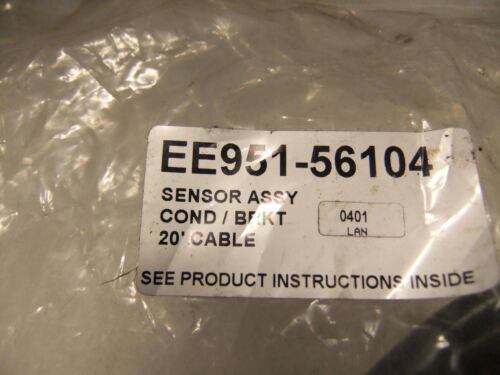 EE951-56104
SENSOR ASSY
COND / BRKT
20' CABLE
0401
LAN
SEE PRODUCT INSTRUCTIONS INSIDE